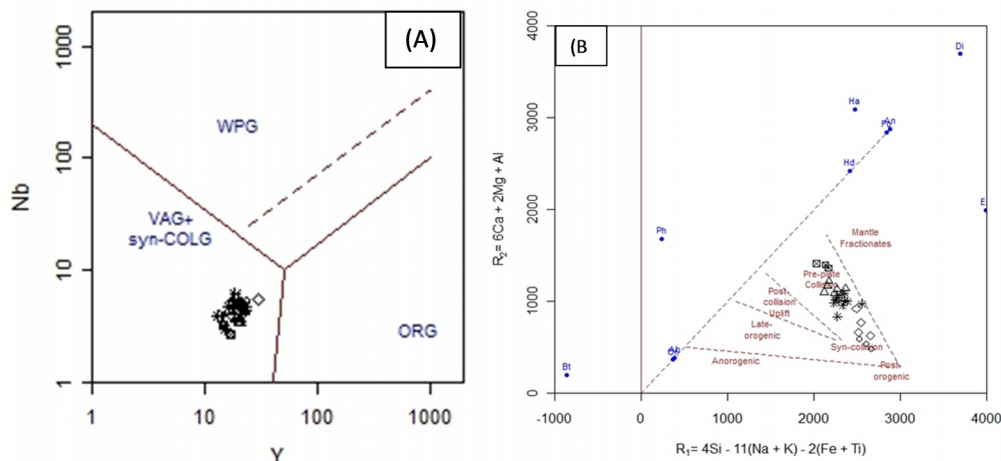 (A)
Nb
1000
100
10
1
WPG
VAG+
syn-COLG
ORG
1
10
100
1000
Y
(B
R2= 6Ca + 2Mg + Al
4000
3000
2000
1000
0
Di
Ha
An
Hd
E
Ph
Mantle
Fractionates
Pre-plate
Collision
Post-
collision
Uplift
Late-
orogenic
Syn-collision
Anorogenic
Post-
orogenic
Ab
Bt
-1000
0
1000
2000
3000
4000
R1= 4Si - 11(Na + K) - 2(Fe + Ti)